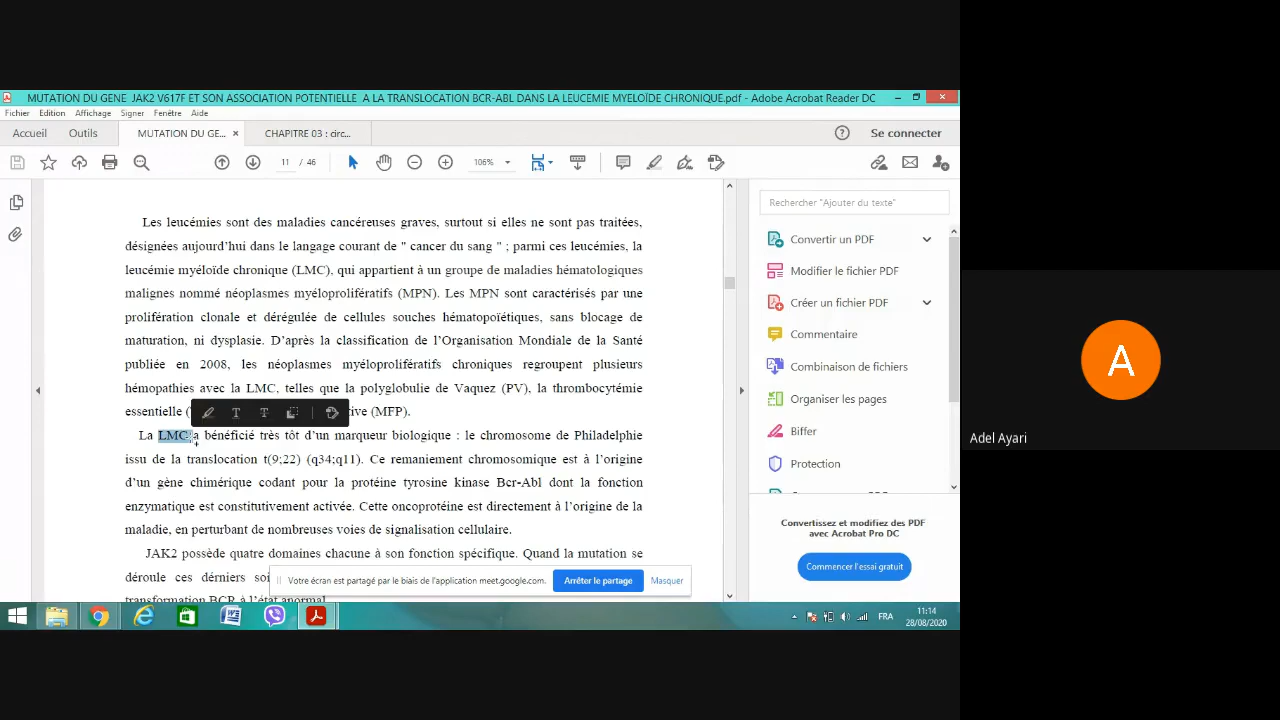 MUTATION DU GENE JAK2 V617F ET SON ASSOCIATION POTENTIELLE A LA TRANSLOCATION BCR-ABL DANS LA LEUCEMIE MYELOÏDE CHRONIQUE.pdf - Adobe Acrobat Reader DC
Fichier Edition Affichage Signer Fenêtre Aide
Accueil Outils MUTATION DU GE... × CHAPITRE 03 : circ... ? Se connecter
11 / 46 106%
Les leucémies sont des maladies cancéreuses graves, surtout si elles ne sont pas traitées,
désignées aujourd’hui dans le langage courant de " cancer du sang " ; parmi ces leucémies, la
leucémie myéloïde chronique (LMC), qui appartient à un groupe de maladies hématologiques
malignes nommé néoplasmes myéloprolifératifs (MPN). Les MPN sont caractérisés par une
prolifération clonale et dérégulée de cellules souches hématopoïétiques, sans blocage de
maturation, ni dysplasie. D’après la classification de l’Organisation Mondiale de la Santé
publiée en 2008, les néoplasmes myéloprolifératifs chroniques regroupent plusieurs
hémopathies avec la LMC, telles que la polyglobulie de Vaquez (PV), la thrombocytémie
essentielle (MFP).
La LMC a bénéficié très tôt d’un marqueur biologique : le chromosome de Philadelphie
issu de la translocation t(9;22) (q34;q11). Ce remaniement chromosomique est à l’origine
d’un gène chimérique codant pour la protéine tyrosine kinase Bcr-Abl dont la fonction
enzymatique est constitutivement activée. Cette oncoprotéine est directement à l’origine de la
maladie, en perturbant de nombreuses voies de signalisation cellulaire.
JAK2 possède quatre domaines chacune à son fonction spécifique. Quand la mutation se
déroule ces dérniers
transformation BCR à l’état anormal
Rechercher "Ajouter du texte"
Convertir un PDF
Modifier le fichier PDF
Créer un fichier PDF
Commentaire
Combinaison de fichiers
Organiser les pages
Biffer
Protection
Convertissez et modifiez des PDF
avec Acrobat Pro DC
Commencer l'essai gratuit
Votre écran est partagé par le biais de l'application meet.google.com. Arrêter le partage Masquer
FRA
11:14
28/08/2020
A
Adel Ayari